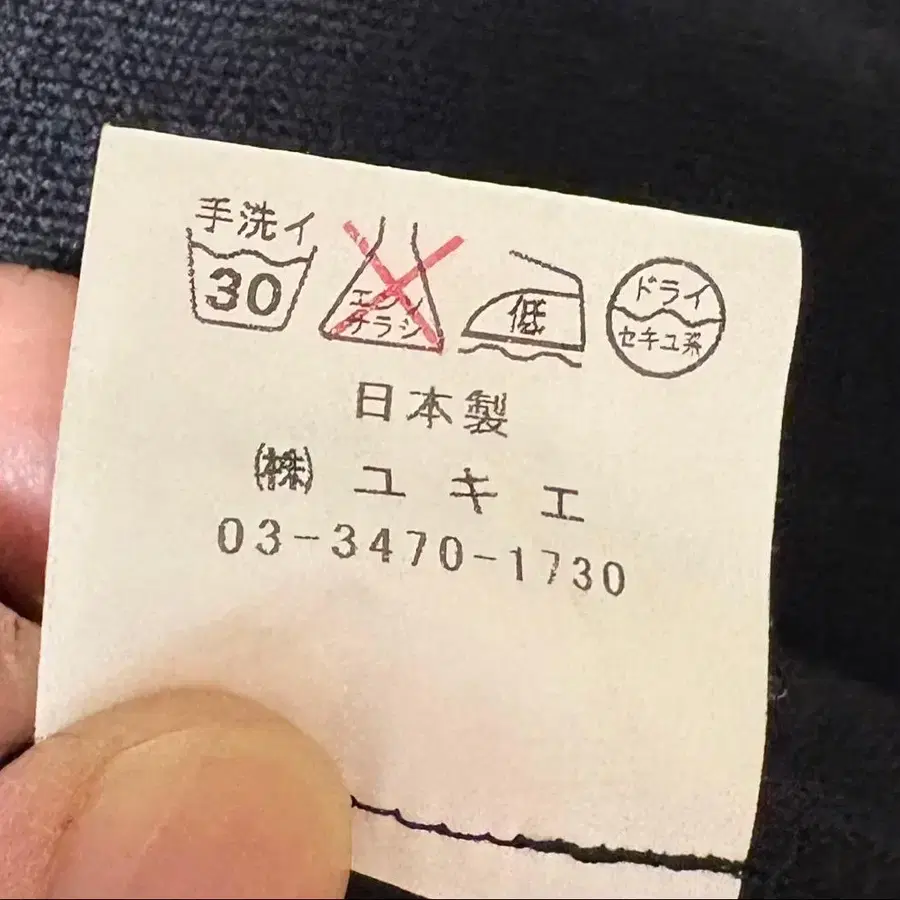 手洗イ
30
エンソ
チラシ
低
ドライ
セキユ系
日本製
㈱ ユキエ
03-3470-1730